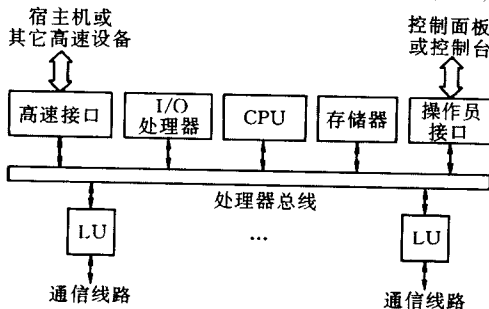 宿主机或
其它高速设备
控制面板
或控制台
高速接口
I/O
处理器
CPU
存储器
操作员
接口
处理器总线
LU
...
LU
通信线路
通信线路